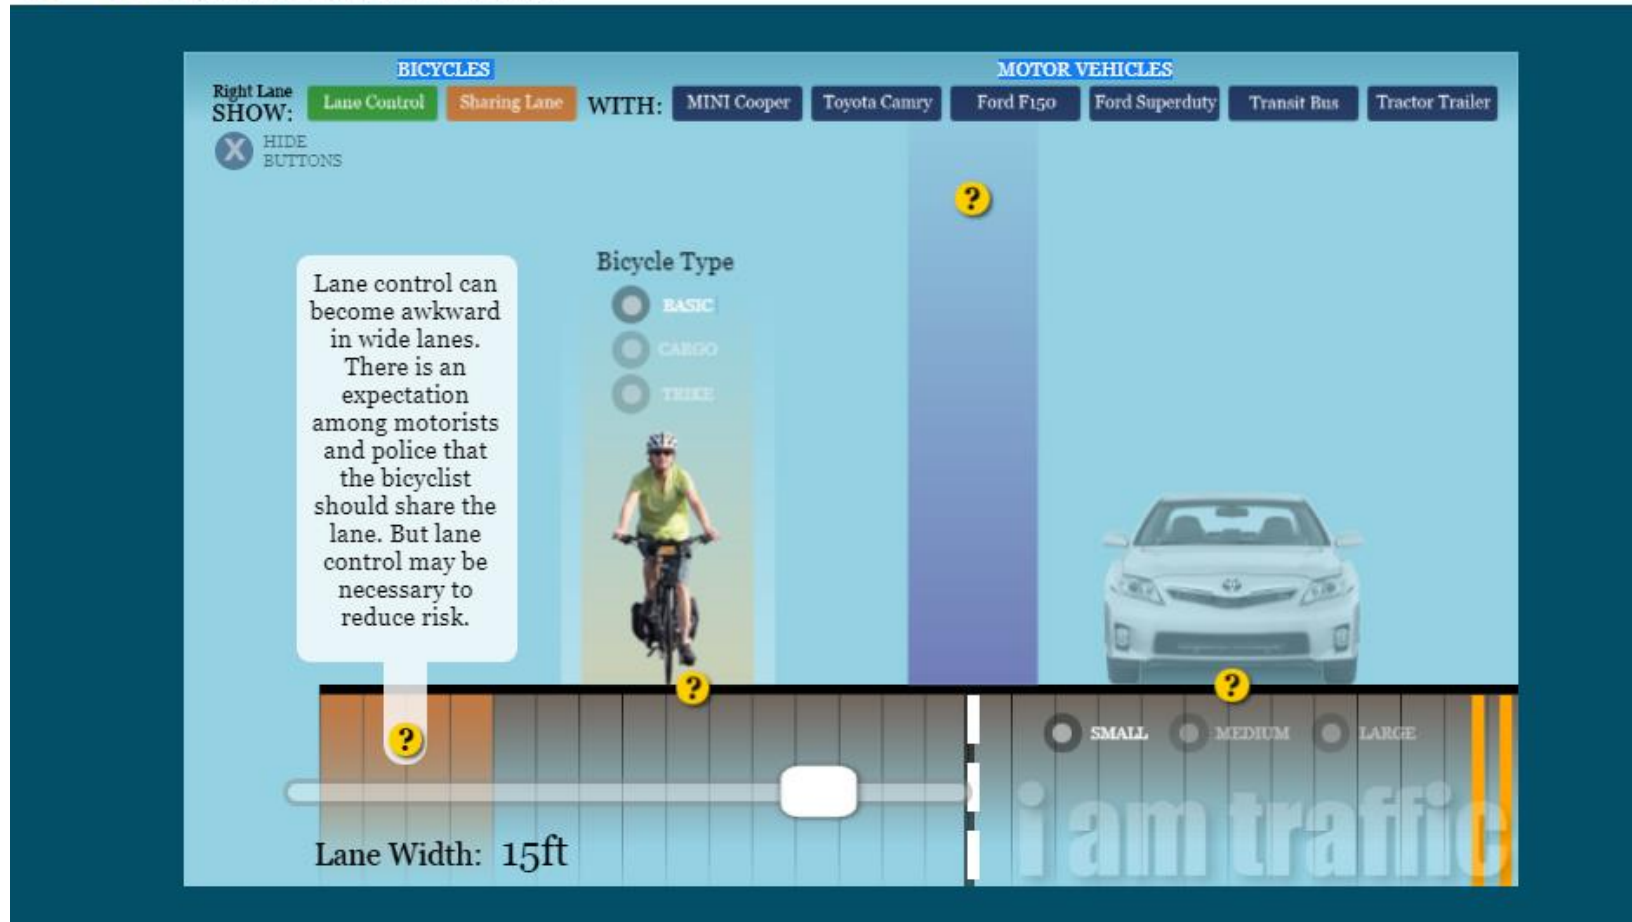 BICYCLES
MOTOR VEHICLES
Right Lane
SHOW:
Lane Control
Sharing Lane
WITH:
MINI Cooper
Toyota Camry
Ford F150
Ford Superduty
Transit Bus
Tractor Trailer
X
HIDE
BUTTONS
?
Bicycle Type
BASIC
CARGO
TRIKE
Lane control can
become awkward
in wide lanes.
There is an
expectation
among motorists
and police that
the bicyclist
should share the
lane. But lane
control may be
necessary to
reduce risk.
?
?
?
SMALL
MEDIUM
LARGE
i am traffic
Lane Width: 15ft